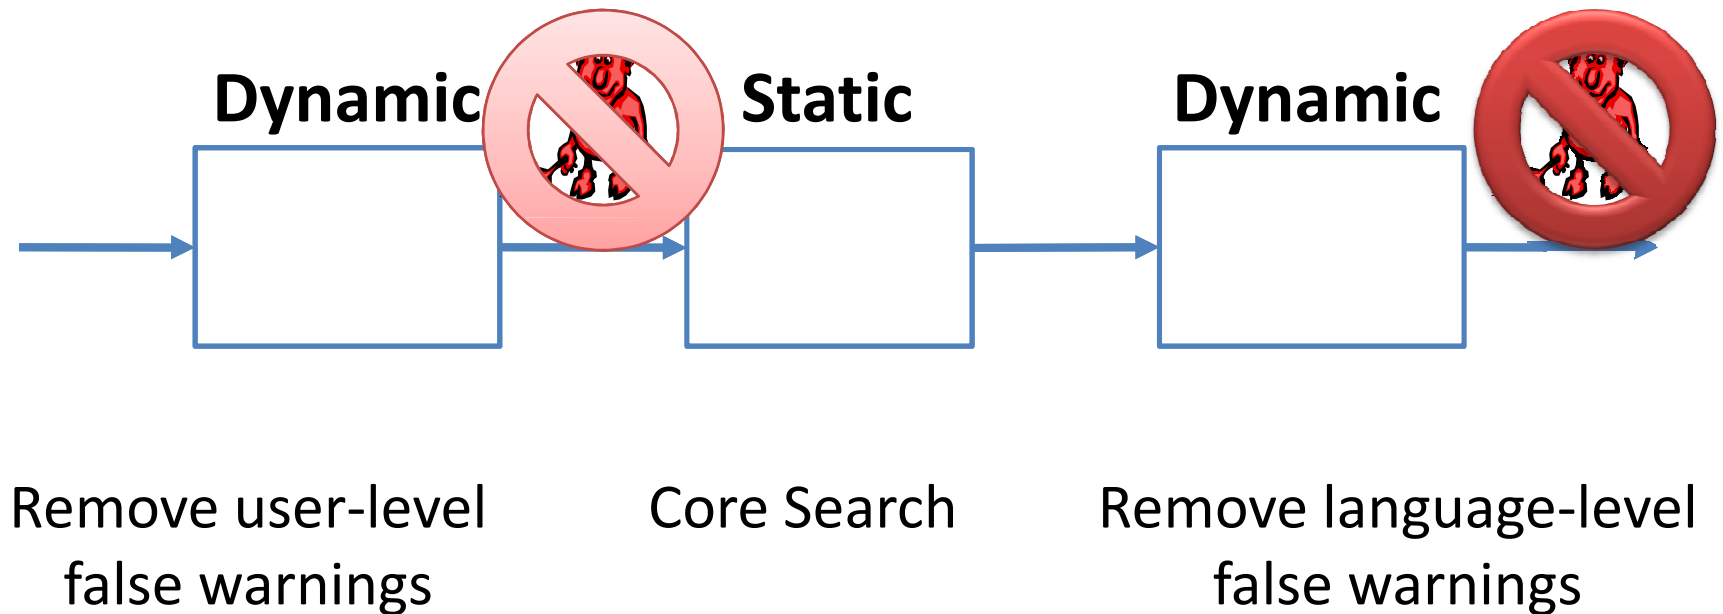 Dynamic
Static
Dynamic
Remove user-level
false warnings
Core Search
Remove language-level
false warnings